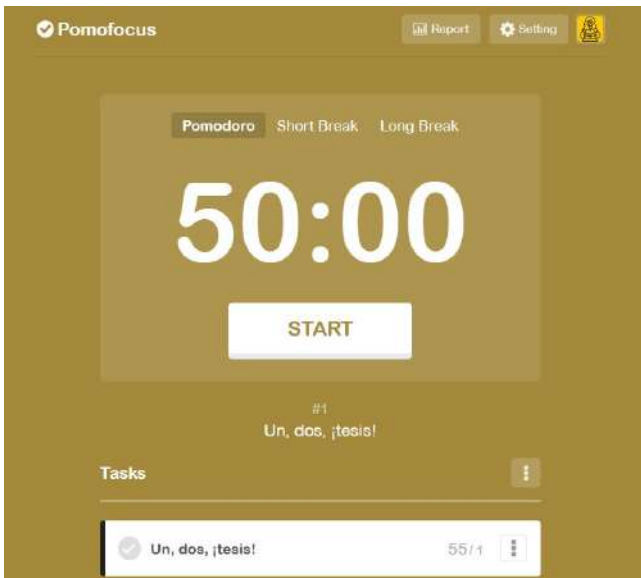 Pomofocus
Report Setting
Pomodoro Short Break Long Break
50:00
START
#1
Un, dos, ¡tesis!
Tasks
Un, dos, ¡tesis! 55/1